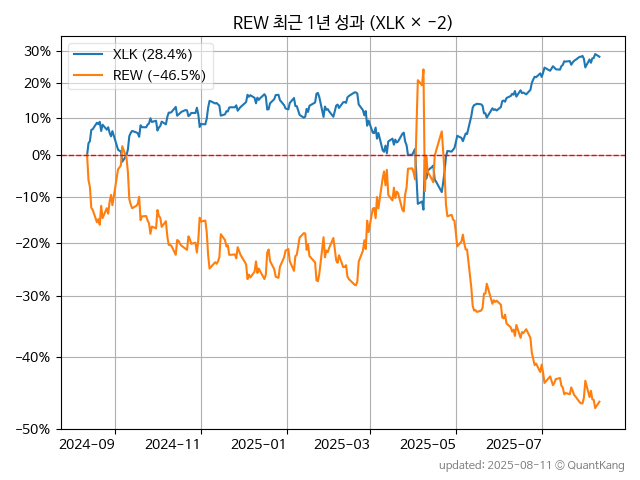 REW 최근 1년 성과 (XLK × −2)
XLK (28.4%)
REW (−46.5%)
30%
20%
10%
0%
−10%
−20%
−30%
−40%
−50%
2024−09 2024−11 2025−01 2025−03 2025−05 2025−07
updated: 2025-08-11 © QuantKang